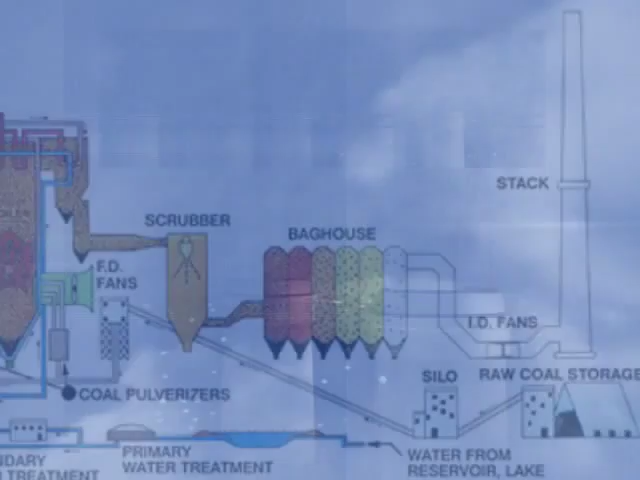 STACK
SCRUBBER
BAGHOUSE
F.D.
FANS
I.D. FANS
COAL PULVERIZERS
SILO
RAW COAL STORAGE
PRIMARY
WATER TREATMENT
WATER FROM
RESERVOIR, LAKE
TREATMENT